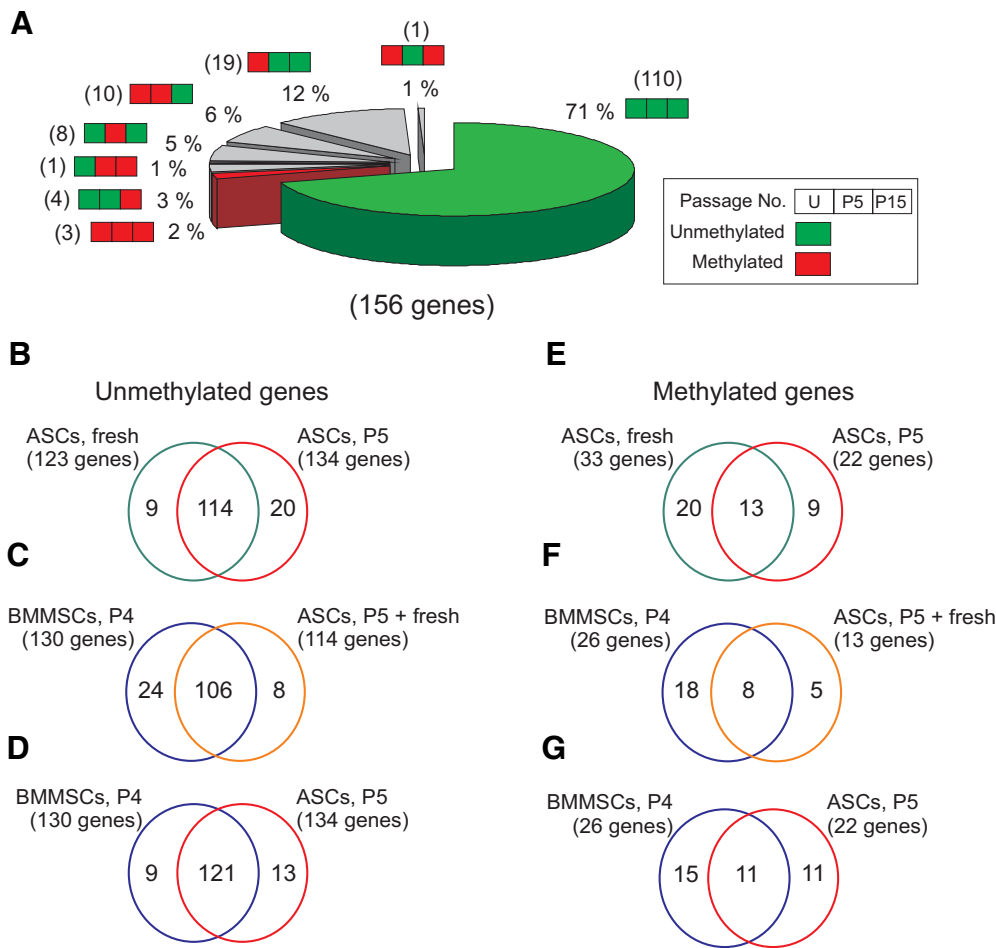 A
(1)
(19)
(110)
(10)
12 %
1 %
71 %
6 %
(8)
5 %
(1)
1 %
(4)
3 %
(3)
2 %
Passage No. U P5 P15
Unmethylated
Methylated
(156 genes)
B
Unmethylated genes
ASCs, fresh
(123 genes)
ASCs, P5
(134 genes)
9 114 20
C
BMMSCs, P4
(130 genes)
ASCs, P5 + fresh
(114 genes)
24 106 8
D
BMMSCs, P4
(130 genes)
ASCs, P5
(134 genes)
9 121 13
E
Methylated genes
ASCs, fresh
(33 genes)
ASCs, P5
(22 genes)
20 13 9
F
BMMSCs, P4
(26 genes)
ASCs, P5 + fresh
(13 genes)
18 8 5
G
BMMSCs, P4
(26 genes)
ASCs, P5
(22 genes)
15 11 11